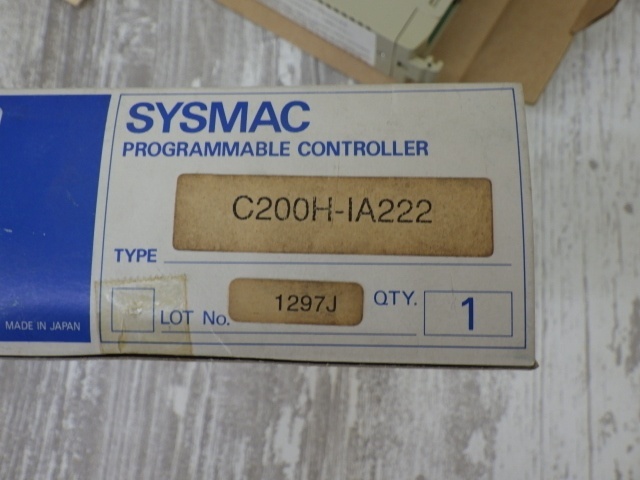 SYSMAC
PROGRAMMABLE CONTROLLER
C200H-IA222
TYPE
LOT No. 1297J QTY. 1
MADE IN JAPAN